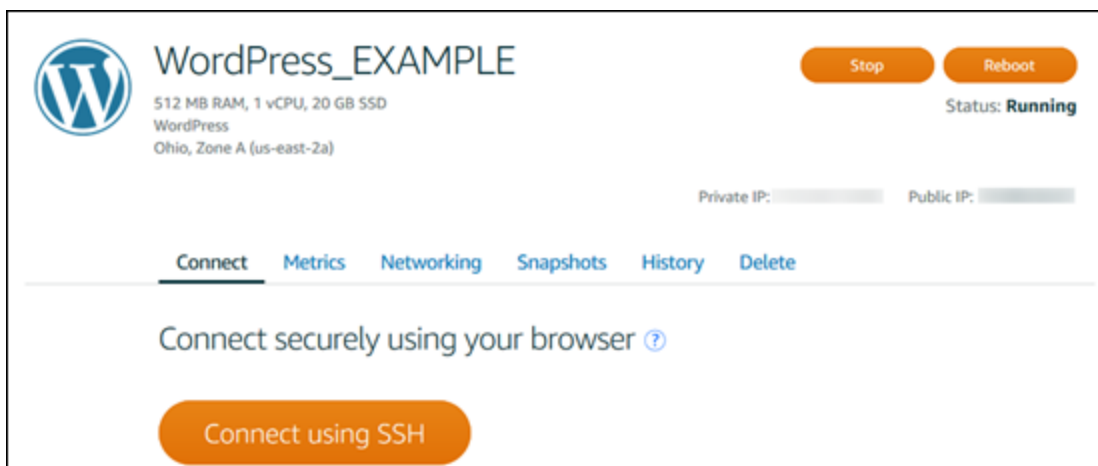 WordPress_EXAMPLE
Stop
Reboot
512 MB RAM, 1 vCPU, 20 GB SSD
Status: Running
WordPress
Ohio, Zone A (us-east-2a)
Private IP:
Public IP:
Connect Metrics Networking Snapshots History Delete
Connect securely using your browser ?
Connect using SSH